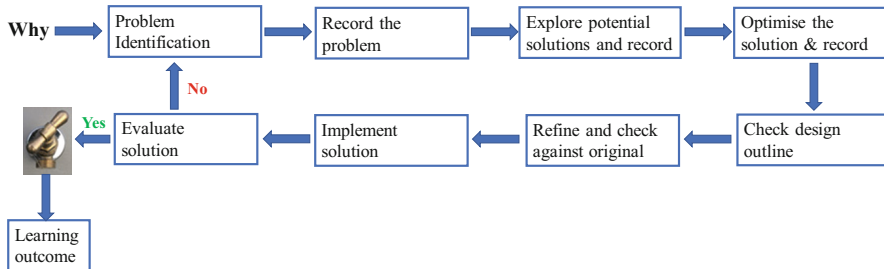 Why
Problem
Identification
Record the
problem
Explore potential
solutions and record
Optimise the
solution & record
No
Yes
Evaluate
solution
Implement
solution
Refine and check
against original
Check design
outline
Learning
outcome